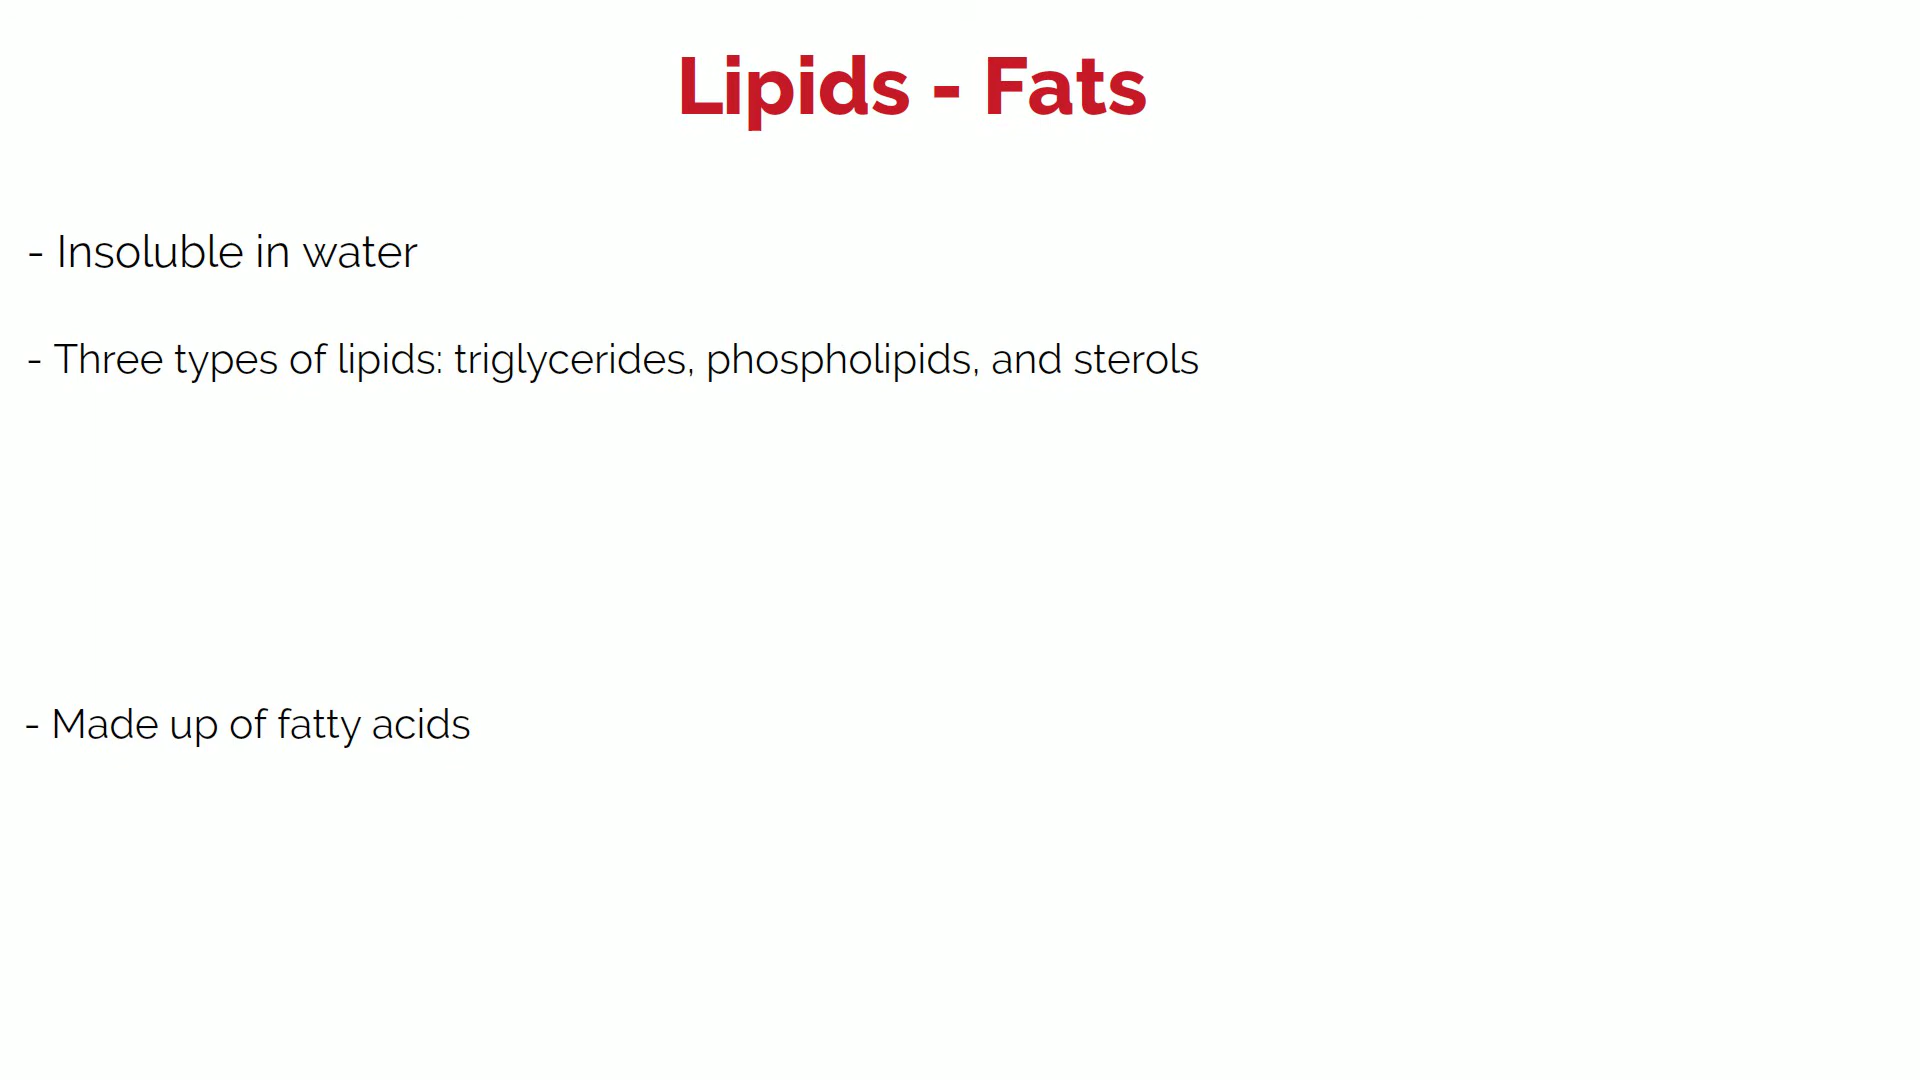 Lipids - Fats
- Insoluble in water
- Three types of lipids: triglycerides, phospholipids, and sterols
- Made up of fatty acids